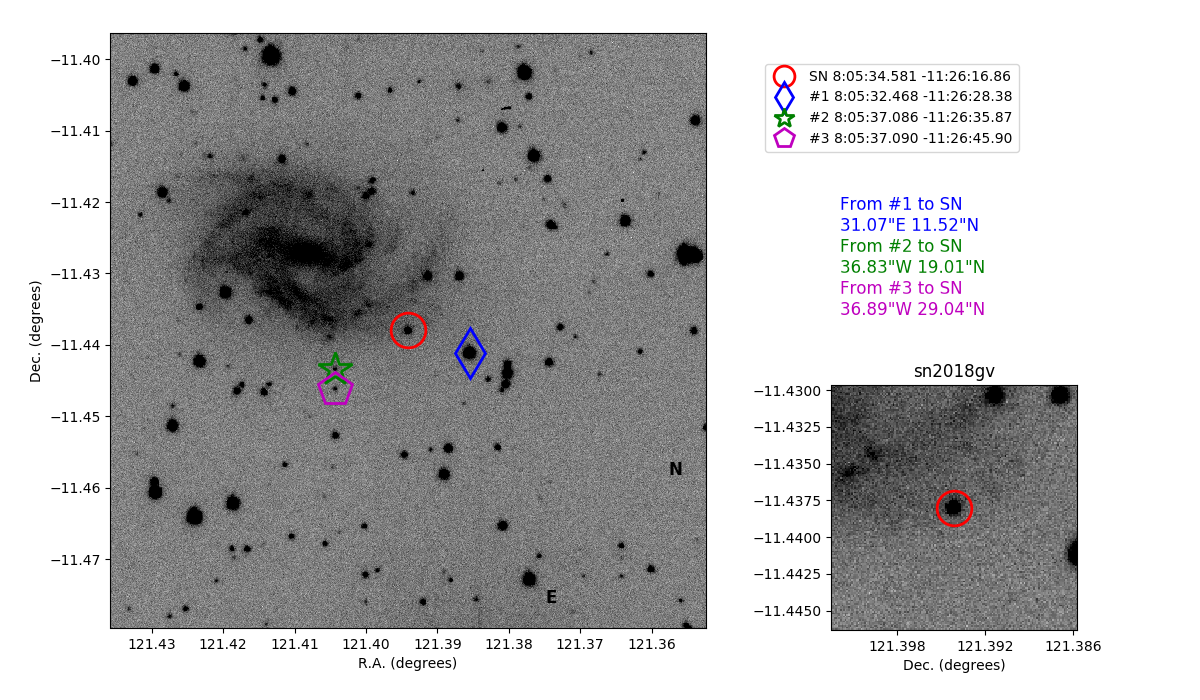 −11.40
−11.41
−11.42
−11.43
−11.44
−11.45
−11.46
−11.47
Dec. (degrees)
121.43
121.42
121.41
121.40
121.39
121.38
121.37
121.36
R.A. (degrees)
N
E
SN 8:05:34.581 -11:26:16.86
#1 8:05:32.468 -11:26:28.38
#2 8:05:37.086 -11:26:35.87
#3 8:05:37.090 -11:26:45.90
From #1 to SN
31.07"E 11.52"N
From #2 to SN
36.83"W 19.01"N
From #3 to SN
36.89"W 29.04"N
sn2018gv
−11.4300
−11.4325
−11.4350
−11.4375
−11.4400
−11.4425
−11.4450
121.398
121.392
121.386
Dec. (degrees)